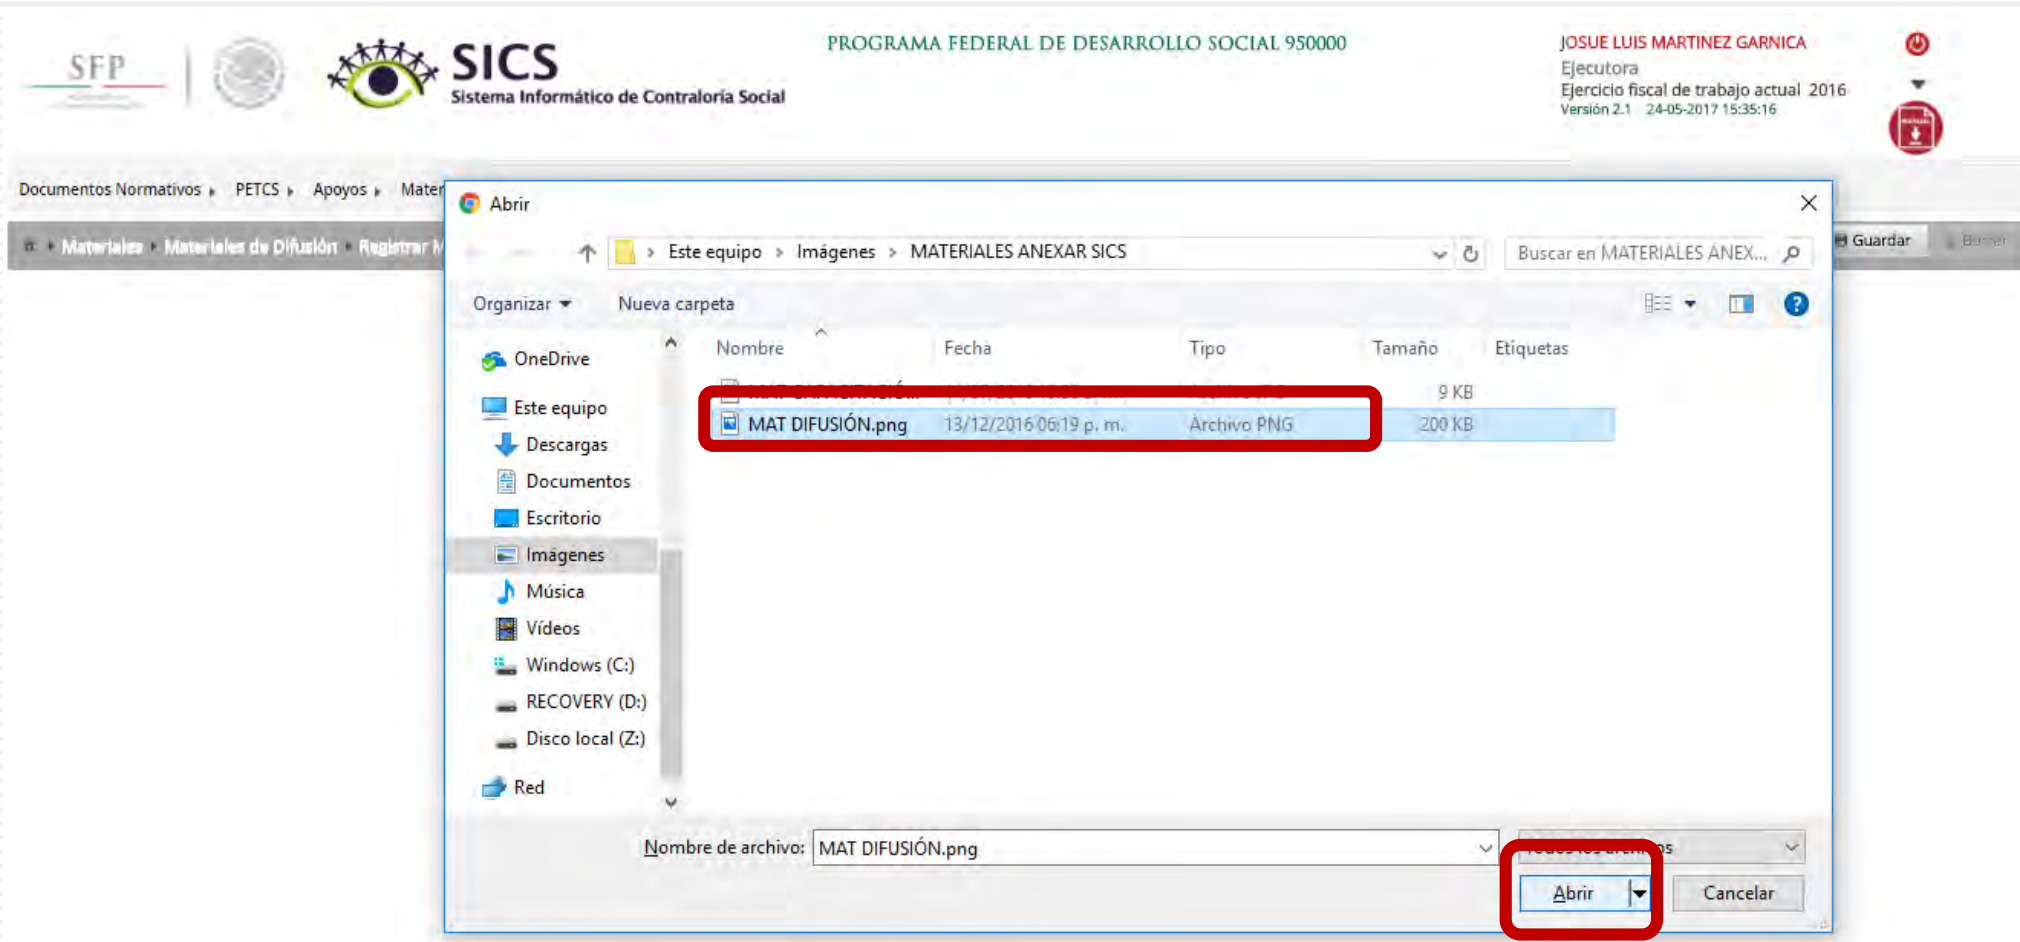 SFP
SICS
Sistema Informático de Contraloría Social
PROGRAMA FEDERAL DE DESARROLLO SOCIAL 950000
JOSUE LUIS MARTINEZ GARNICA
Ejecutora
Ejercicio fiscal de trabajo actual 2016
Versión 2.1 24-05-2017 15:35:16
Documentos Normativos PETCS Apoyos Mater
Materiales Materiales de Difusión Registrar M
Guardar
Abrir
Este equipo > Imágenes > MATERIALES ANEXAR SICS
Buscar en MATERIALES ANEX...
Organizar
Nueva carpeta
Nombre Fecha Tipo Tamaño Etiquetas
9 KB
MAT DIFUSIÓN.png 13/12/2016 06:19 p. m. Archivo PNG 200 KB
OneDrive
Este equipo
Descargas
Documentos
Escritorio
Imágenes
Música
Vídeos
Windows (C:)
RECOVERY (D:)
Disco local (Z:)
Red
Nombre de archivo: MAT DIFUSIÓN.png
Abrir
Cancelar